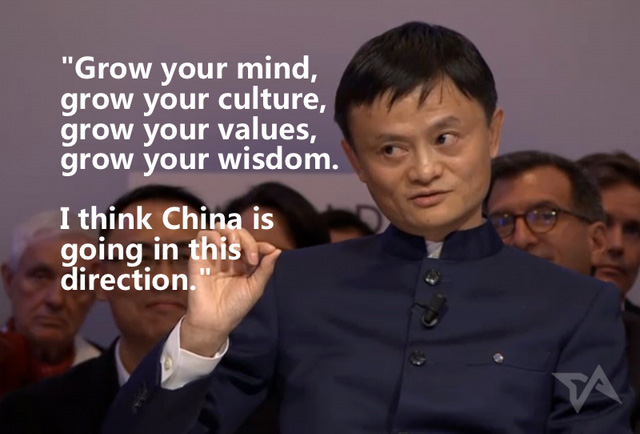 "Grow your mind,
grow your culture,
grow your values,
grow your wisdom.
I think China is
going in this
direction."